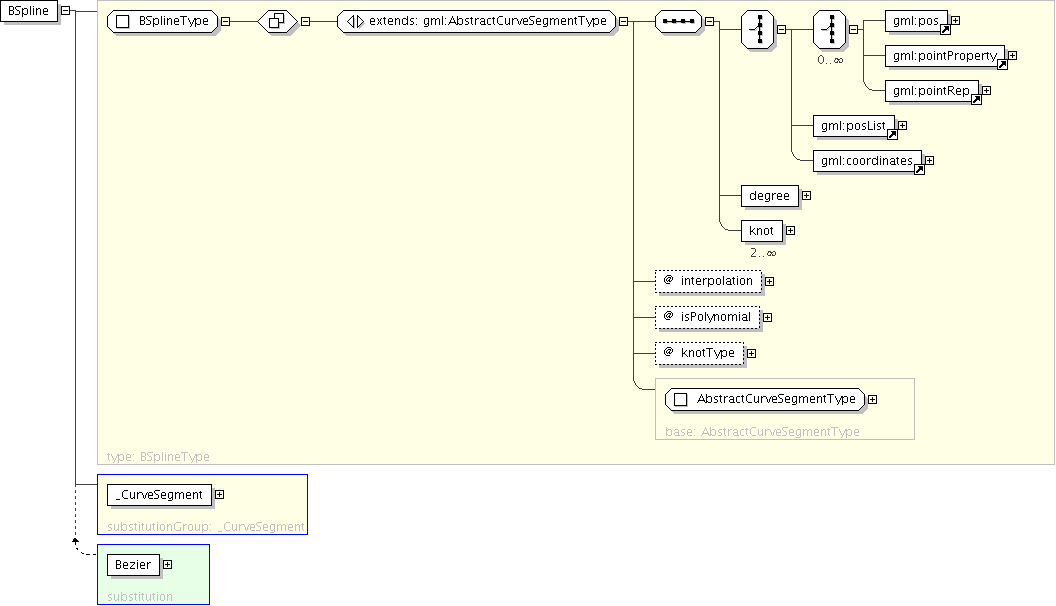 BSpline
BSplineType
extends: gml:AbstractCurveSegmentType
gml:pos
0..∞
gml:pointProperty
gml:pointRep
gml:posList
gml:coordinates
degree
knot
2..∞
@ interpolation
@ isPolynomial
@ knotType
AbstractCurveSegmentType
base: AbstractCurveSegmentType
type: BSplineType
_CurveSegment
substitutionGroup: _CurveSegment
Bezier
substitution